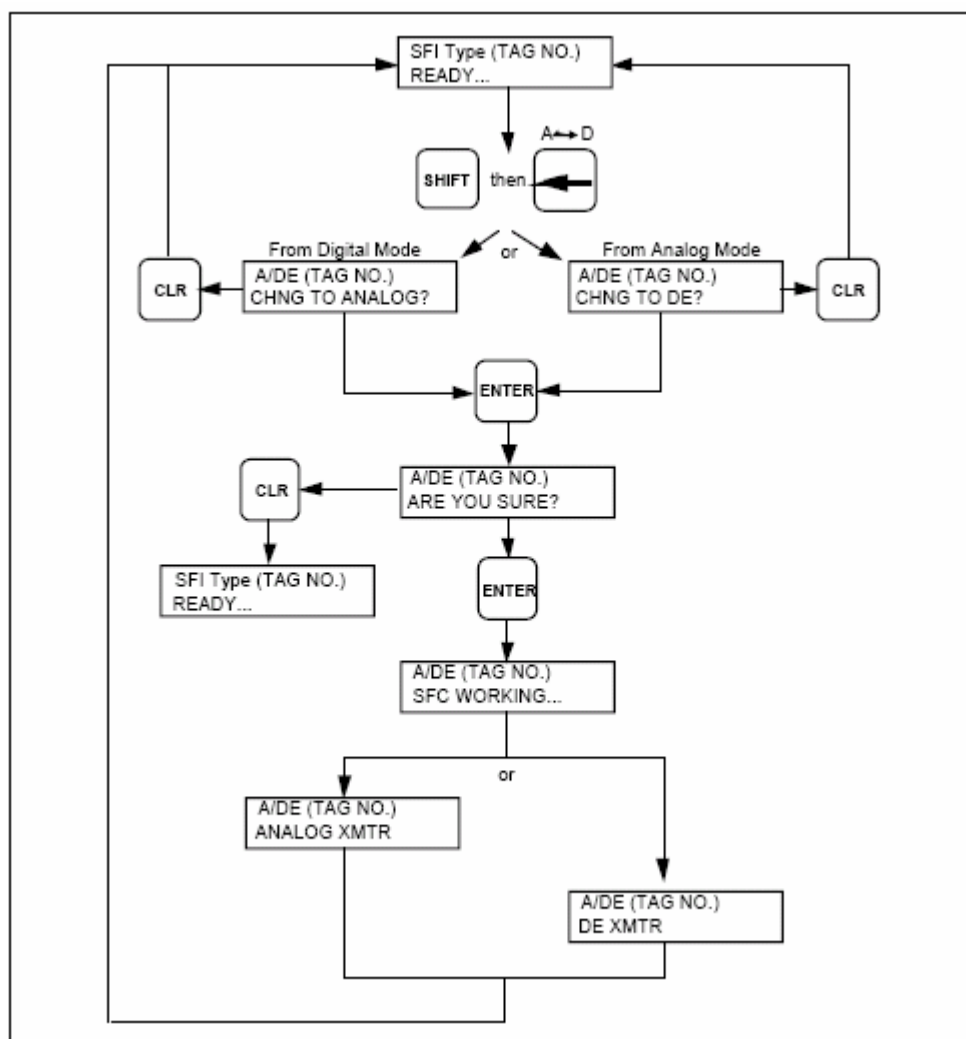 SFI Type (TAG NO.)
READY...
A D
SHIFT
then
From Digital Mode
or
From Analog Mode
CLR
A/DE (TAG NO.)
CHNG TO ANALOG?
A/DE (TAG NO.)
CHNG TO DE?
CLR
ENTER
CLR
A/DE (TAG NO.)
ARE YOU SURE?
SFI Type (TAG NO.)
READY...
ENTER
A/DE (TAG NO.)
SFC WORKING...
or
A/DE (TAG NO.)
ANALOG XMTR
A/DE (TAG NO.)
DE XMTR